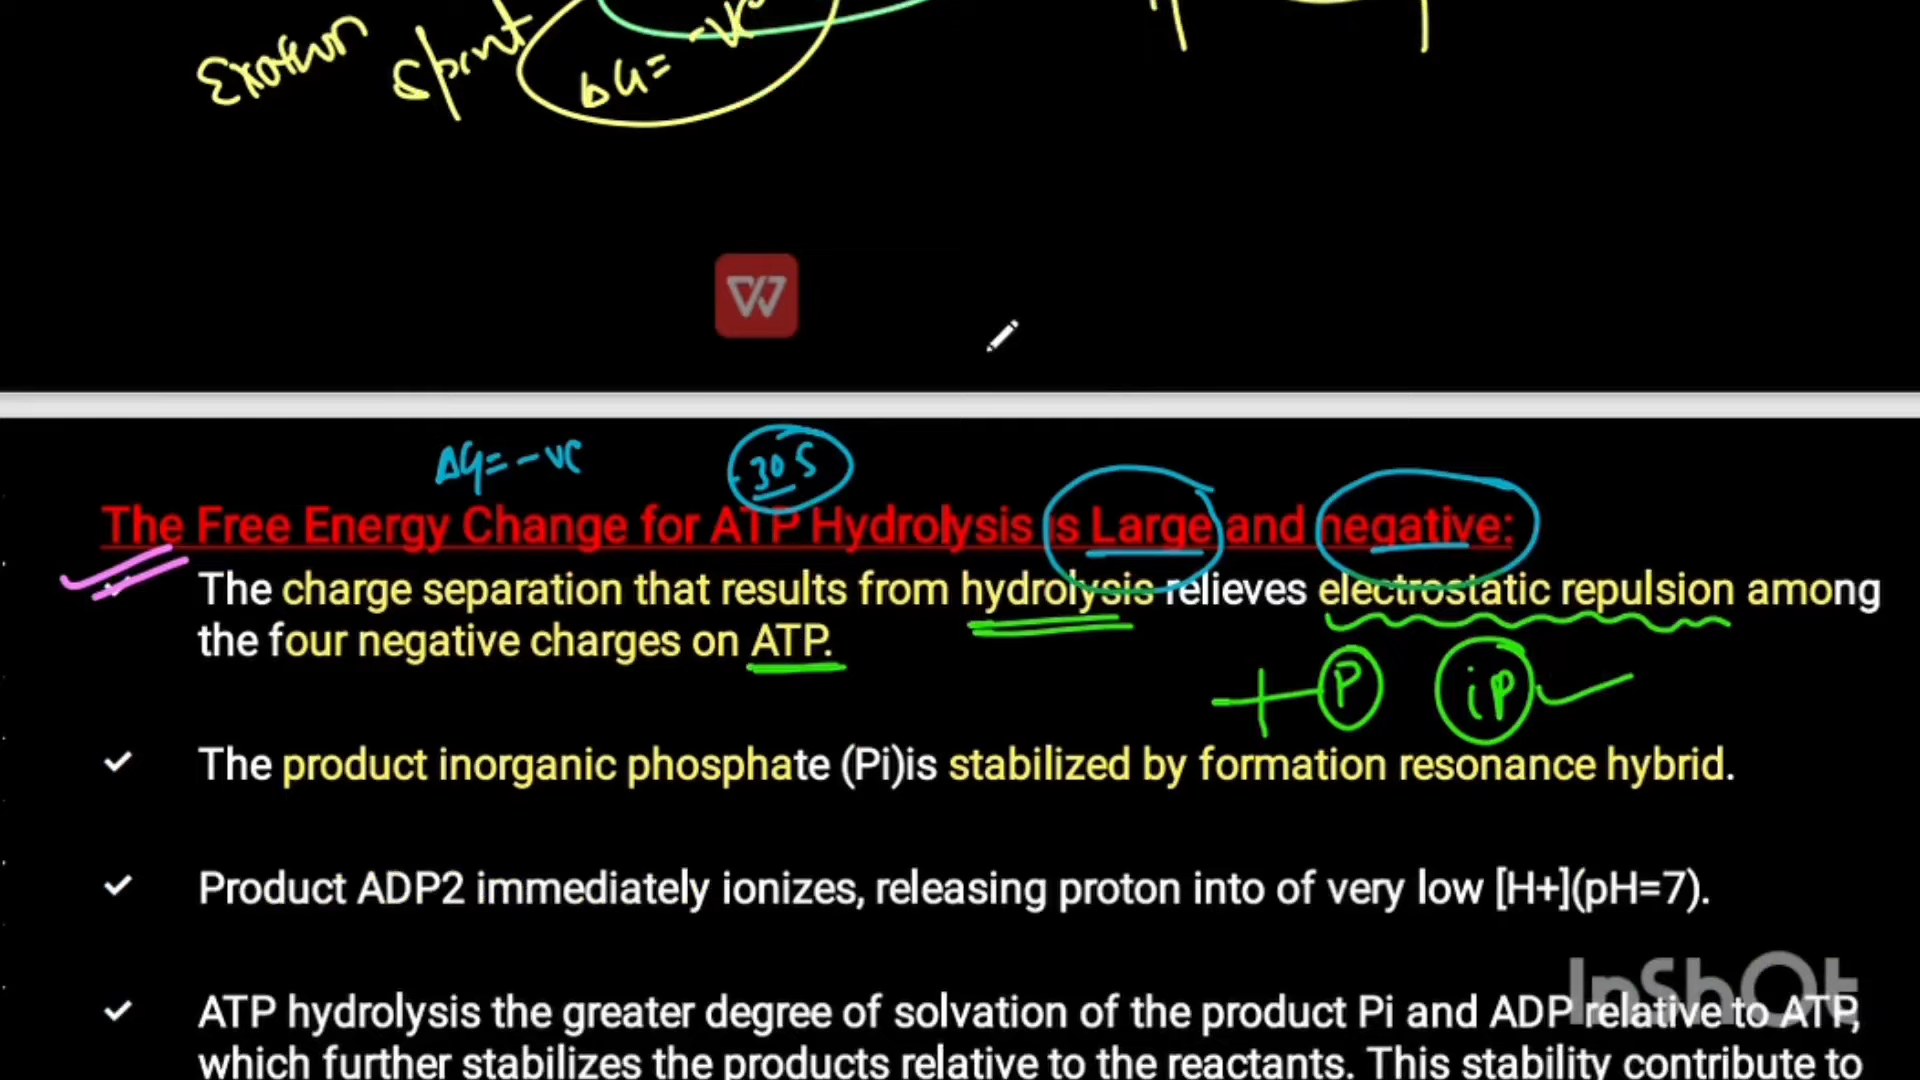 ΔG= -ve
ΔG= -ve
-30 5
The Free Energy Change for ATP Hydrolysis is Large and negative:
The charge separation that results from hydrolysis relieves electrostatic repulsion among
the four negative charges on ATP.
P iP
✓ The product inorganic phosphate (Pi)is stabilized by formation resonance hybrid.
✓ Product ADP2 immediately ionizes, releasing proton into of very low [H+](pH=7).
✓ ATP hydrolysis the greater degree of solvation of the product Pi and ADP relative to ATP,
which further stabilizes the products relative to the reactants. This stability contribute to
InShOt